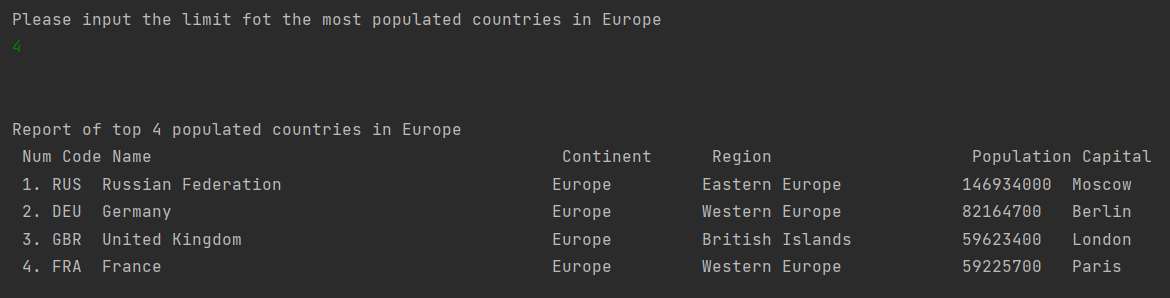 Please input the limit fot the most populated countries in Europe
4
Report of top 4 populated countries in Europe
Num Code Name Continent Region Population Capital
1. RUS Russian Federation Europe Eastern Europe 146934000 Moscow
2. DEU Germany Europe Western Europe 82164700 Berlin
3. GBR United Kingdom Europe British Islands 59623400 London
4. FRA France Europe Western Europe 59225700 Paris